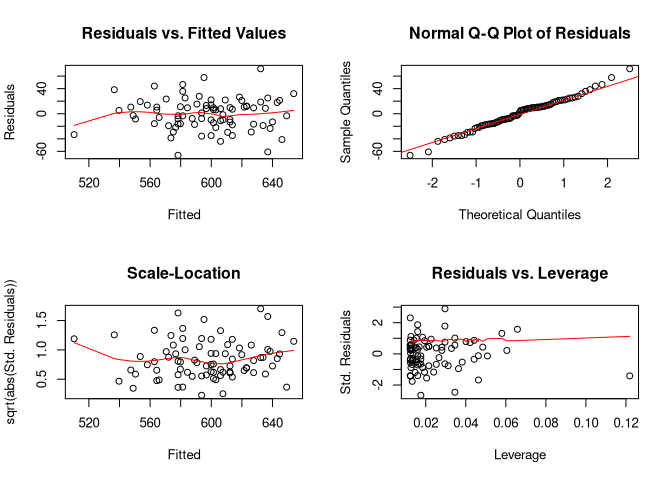 Residuals vs. Fitted Values
Residuals
-60
0
40
520
560
600
640
Fitted
Normal Q-Q Plot of Residuals
Sample Quantiles
-60
0
40
-2
-1
0
1
2
Theoretical Quantiles
Scale-Location
sqrt(abs(Std. Residuals))
0.5
1.0
1.5
520
560
600
640
Fitted
Residuals vs. Leverage
Std. Residuals
-2
0
2
0.02
0.04
0.06
0.08
0.10
0.12
Leverage